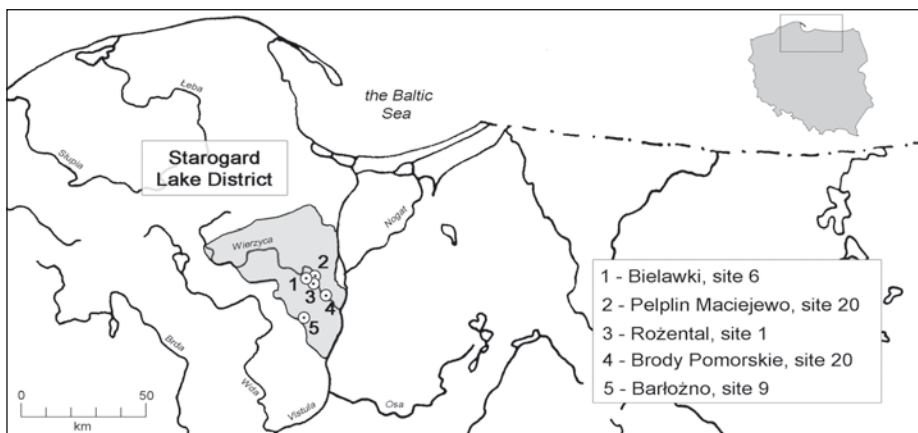 Łeba
the Baltic
Sea
Słupia
Starogard
Lake District
Nogat
Wierzyca
2
1
3
4
5
1 - Bielawki, site 6
2 - Pelplin Maciejewo, site 20
3 - Rożental, site 1
4 - Brody Pomorskie, site 20
5 - Barłożno, site 9
Brda
Wda
0 50
km
Vistula
Osa